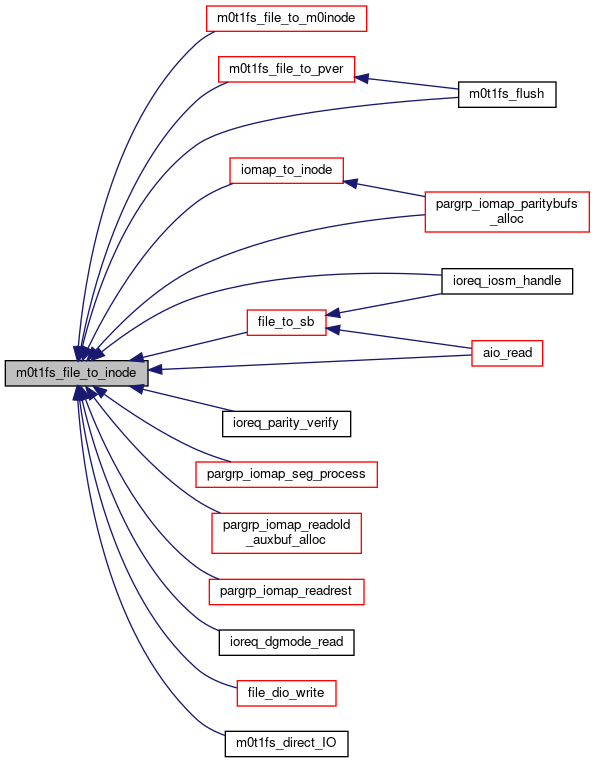 m0t1fs_file_to_m0inode
m0t1fs_file_to_pver
m0t1fs_flush
iomap_to_inode
pargrp_iomap_paritybufs
_alloc
ioreq_iosm_handle
file_to_sb
aio_read
m0t1fs_file_to_inode
ioreq_parity_verify
pargrp_iomap_seg_process
pargrp_iomap_readold
_auxbuf_alloc
pargrp_iomap_readrest
ioreq_dgmode_read
file_dio_write
m0t1fs_direct_IO